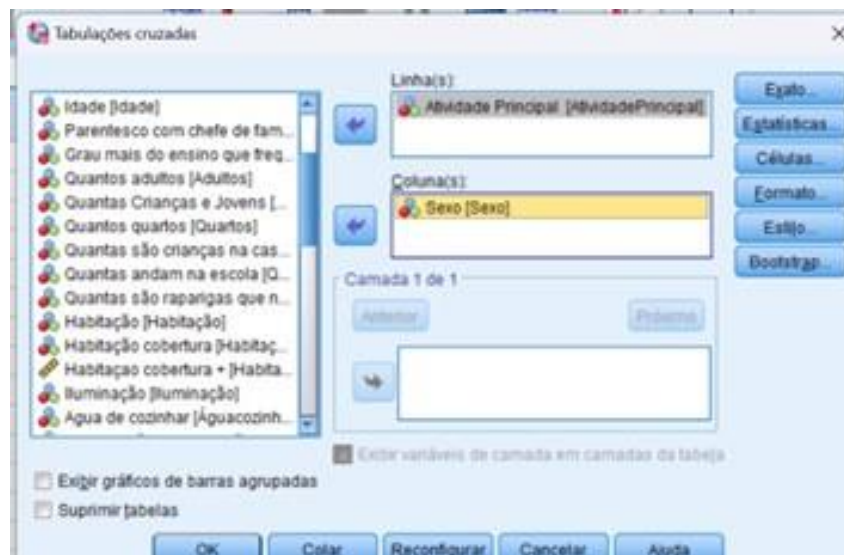 Tabulações cruzadas
Idade [Idade]
Parentesco com chefe de fam...
Grau mais do ensino que freq...
Quantos adultos [Adultos]
Quantas Crianças e Jovens [...
Quantos quartos [Quartos]
Quantas são crianças na cas...
Quantas andam na escola [Q...
Quantas são raparigas que n...
Habitação [Habitação]
Habitação cobertura [Habitaç...
Habitaçao cobertura + [Habita...
Iluminação [Iluminação]
Agua de cozinhar [Águacozinh...
Linha(s):
Atividade Principal [AtividadePrincipal]
Coluna(s):
Sexo [Sexo]
Camada 1 de 1
Anterior
Próximo
Exibir variáveis de camada em camadas da tabela
Exato...
Estatísticas...
Células...
Formato...
Estilo...
Bootstrap...
Exibir gráficos de barras agrupadas
Suprimir tabelas
OK
Colar
Reconfigurar
Cancelar
Ajuda